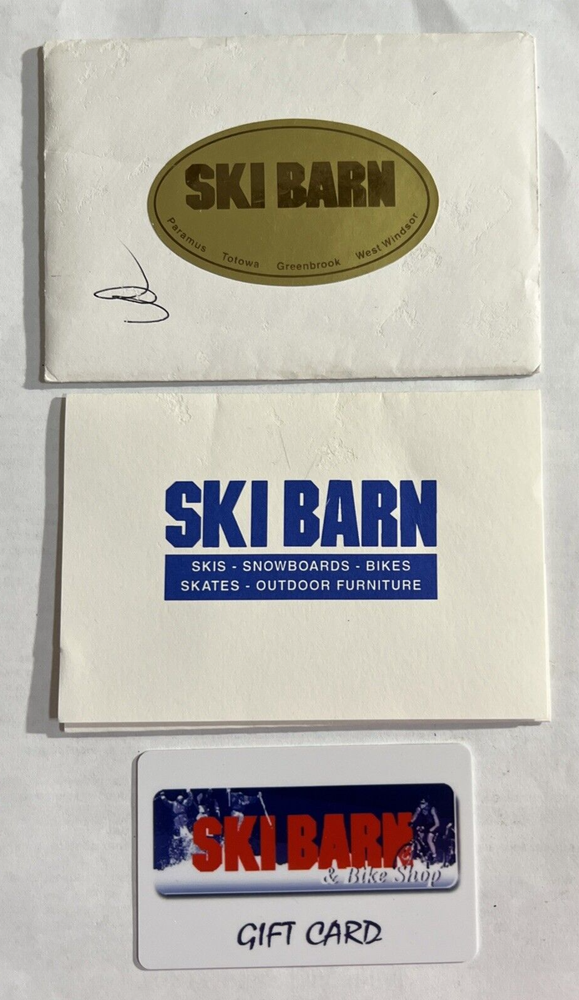 SKI BARN
Paramus Totowa Greenbrook West Windsor
SKI BARN
SKIS - SNOWBOARDS - BIKES
SKATES - OUTDOOR FURNITURE
SKI BARN
& Bike Shop
GIFT CARD